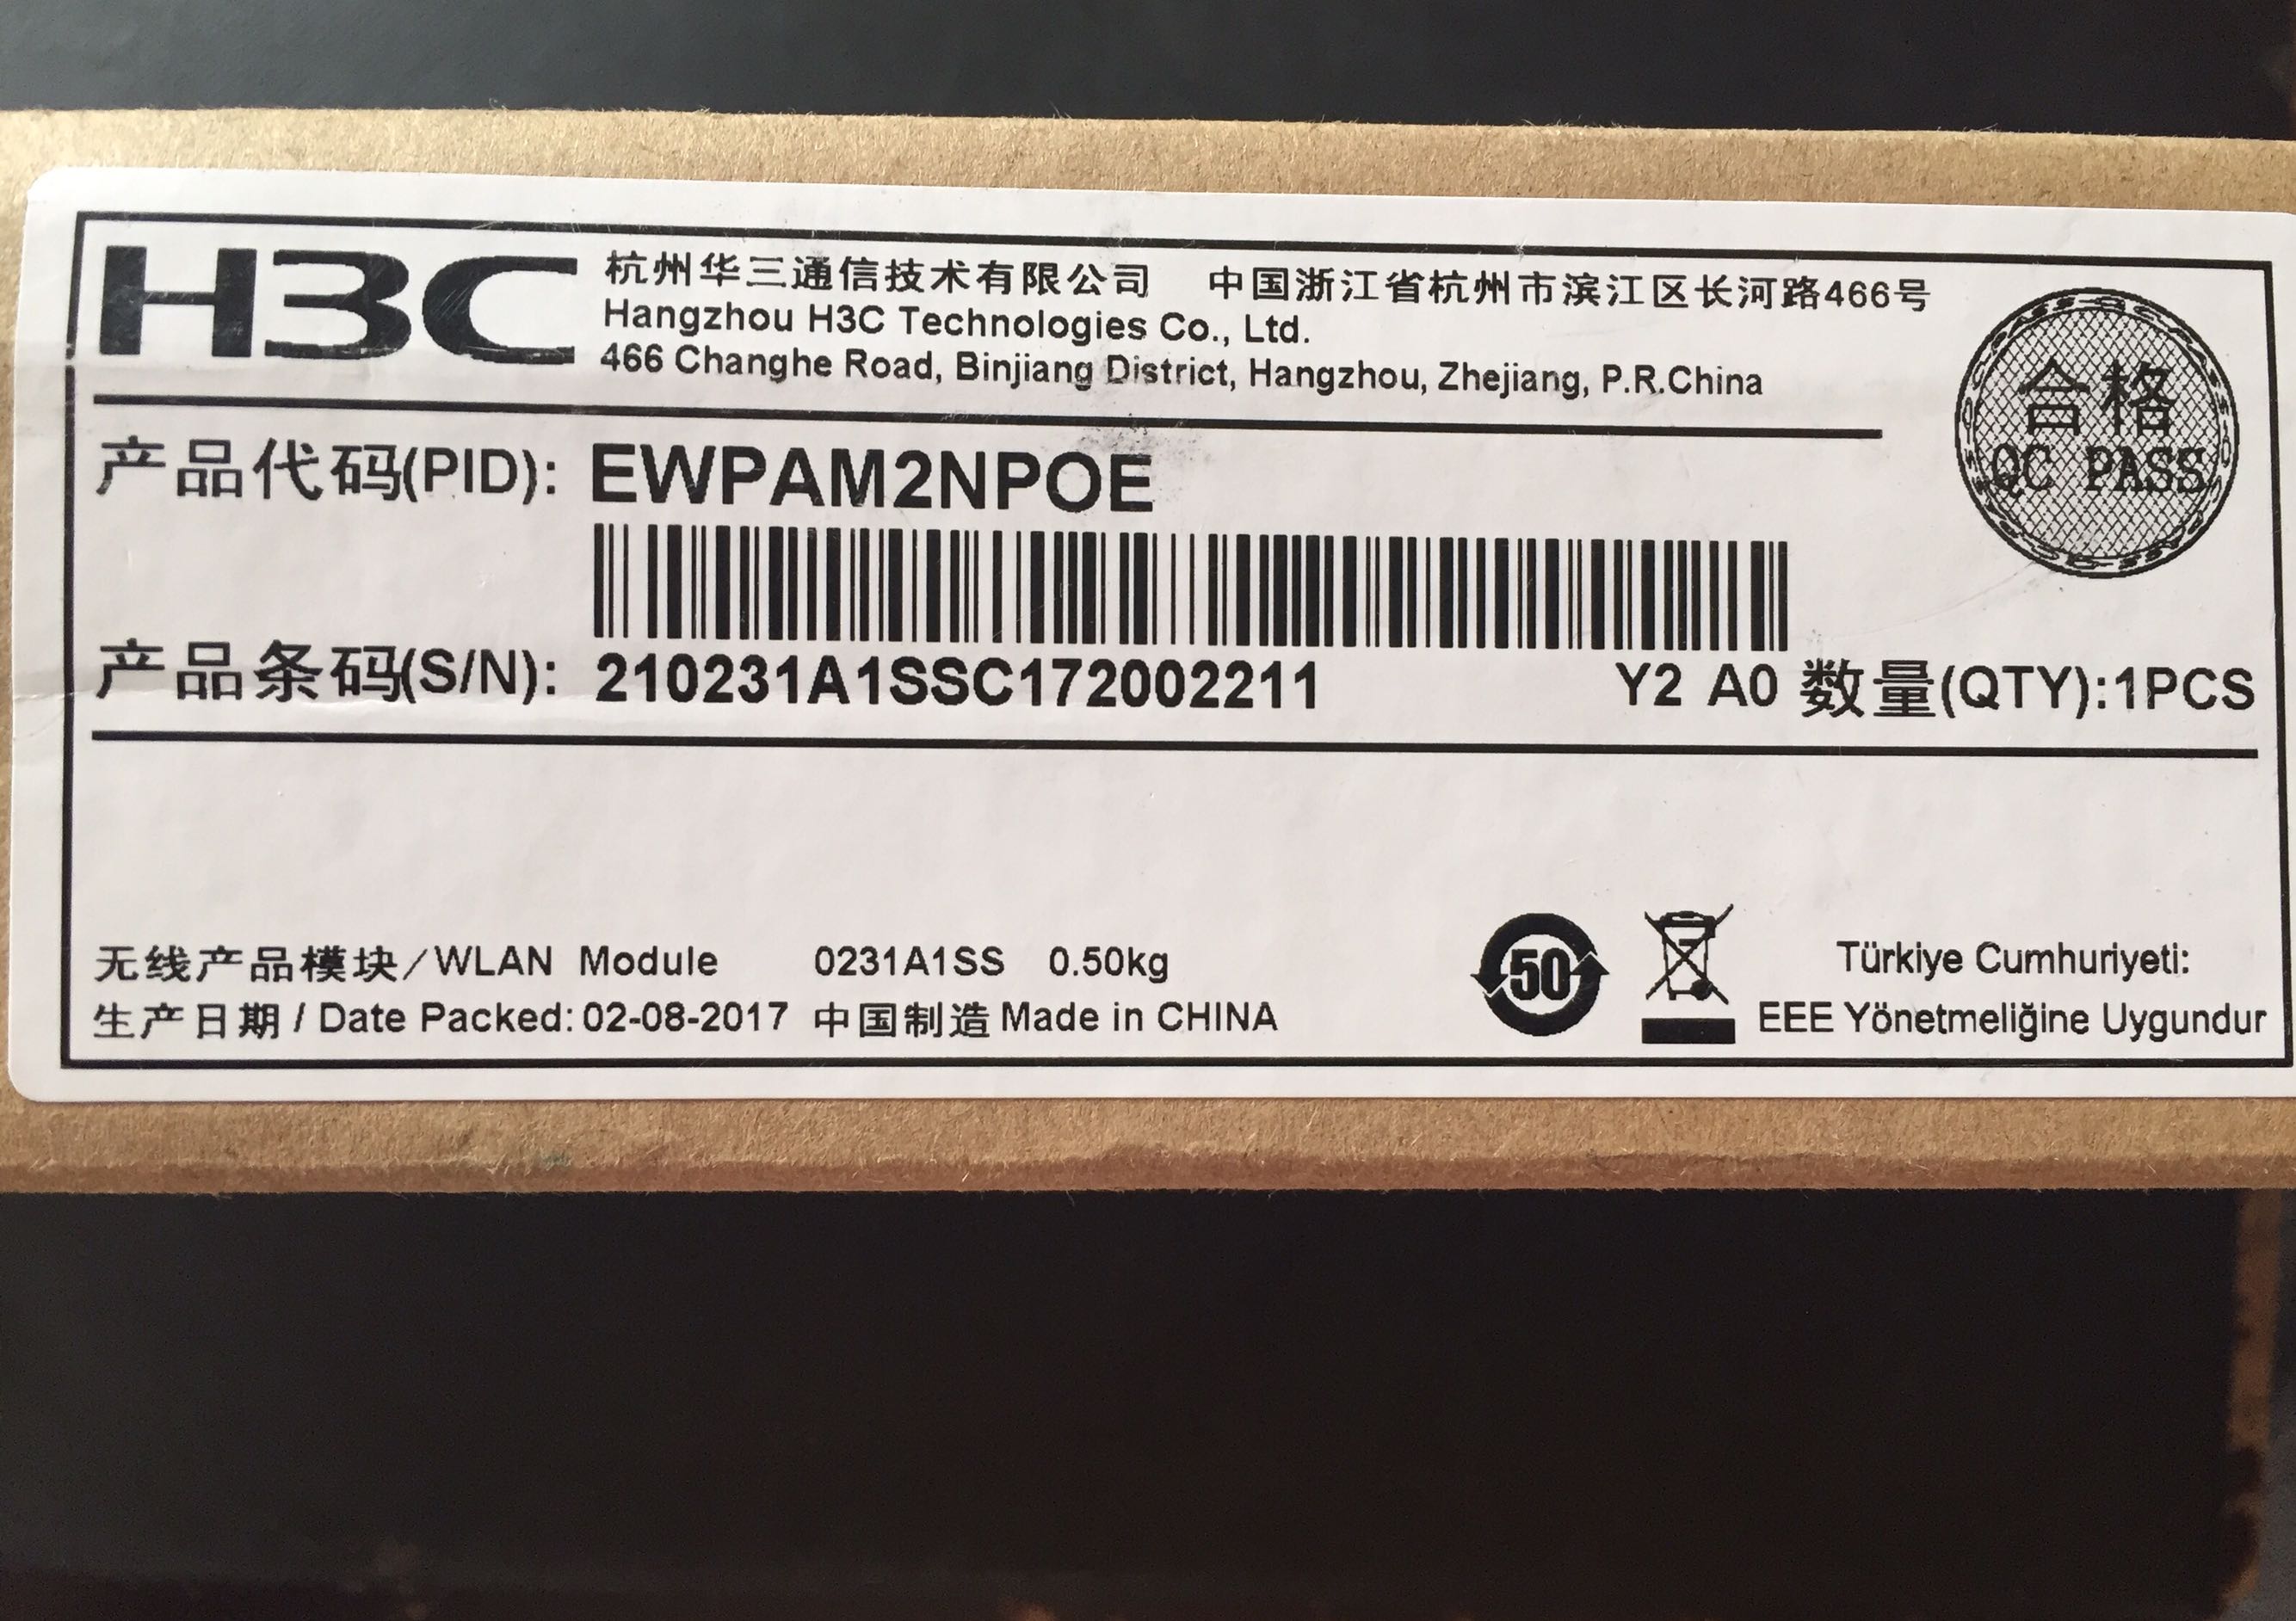 H3C
杭州华三通信技术有限公司 中国浙江省杭州市滨江区长河路466号
Hangzhou H3C Technologies Co., Ltd.
466 Changhe Road, Binjiang District, Hangzhou, Zhejiang, P.R.China
合格
QC PASS
产品代码(PID): EWPAM2NPOE
产品条码(S/N): 210231A1SSC172002211 Y2 A0 数量(QTY):1PCS
无线产品模块/WLAN Module 0231A1SS 0.50kg
生产日期 / Date Packed: 02-08-2017 中国制造 Made in CHINA
50
Türkiye Cumhuriyeti:
EEE Yönetmeliğine Uygundur